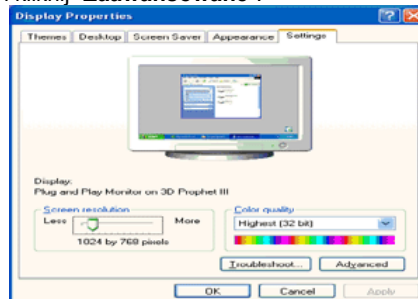 Display Properties
Themes Desktop Screen Saver Appearance Settings
Display:
Plug and Play Monitor on 3D Prophet III
Screen resolution
Less More
1024 by 768 pixels
Color quality
Highest (32 bit)
Troubleshoot... Advanced
OK Cancel Apply